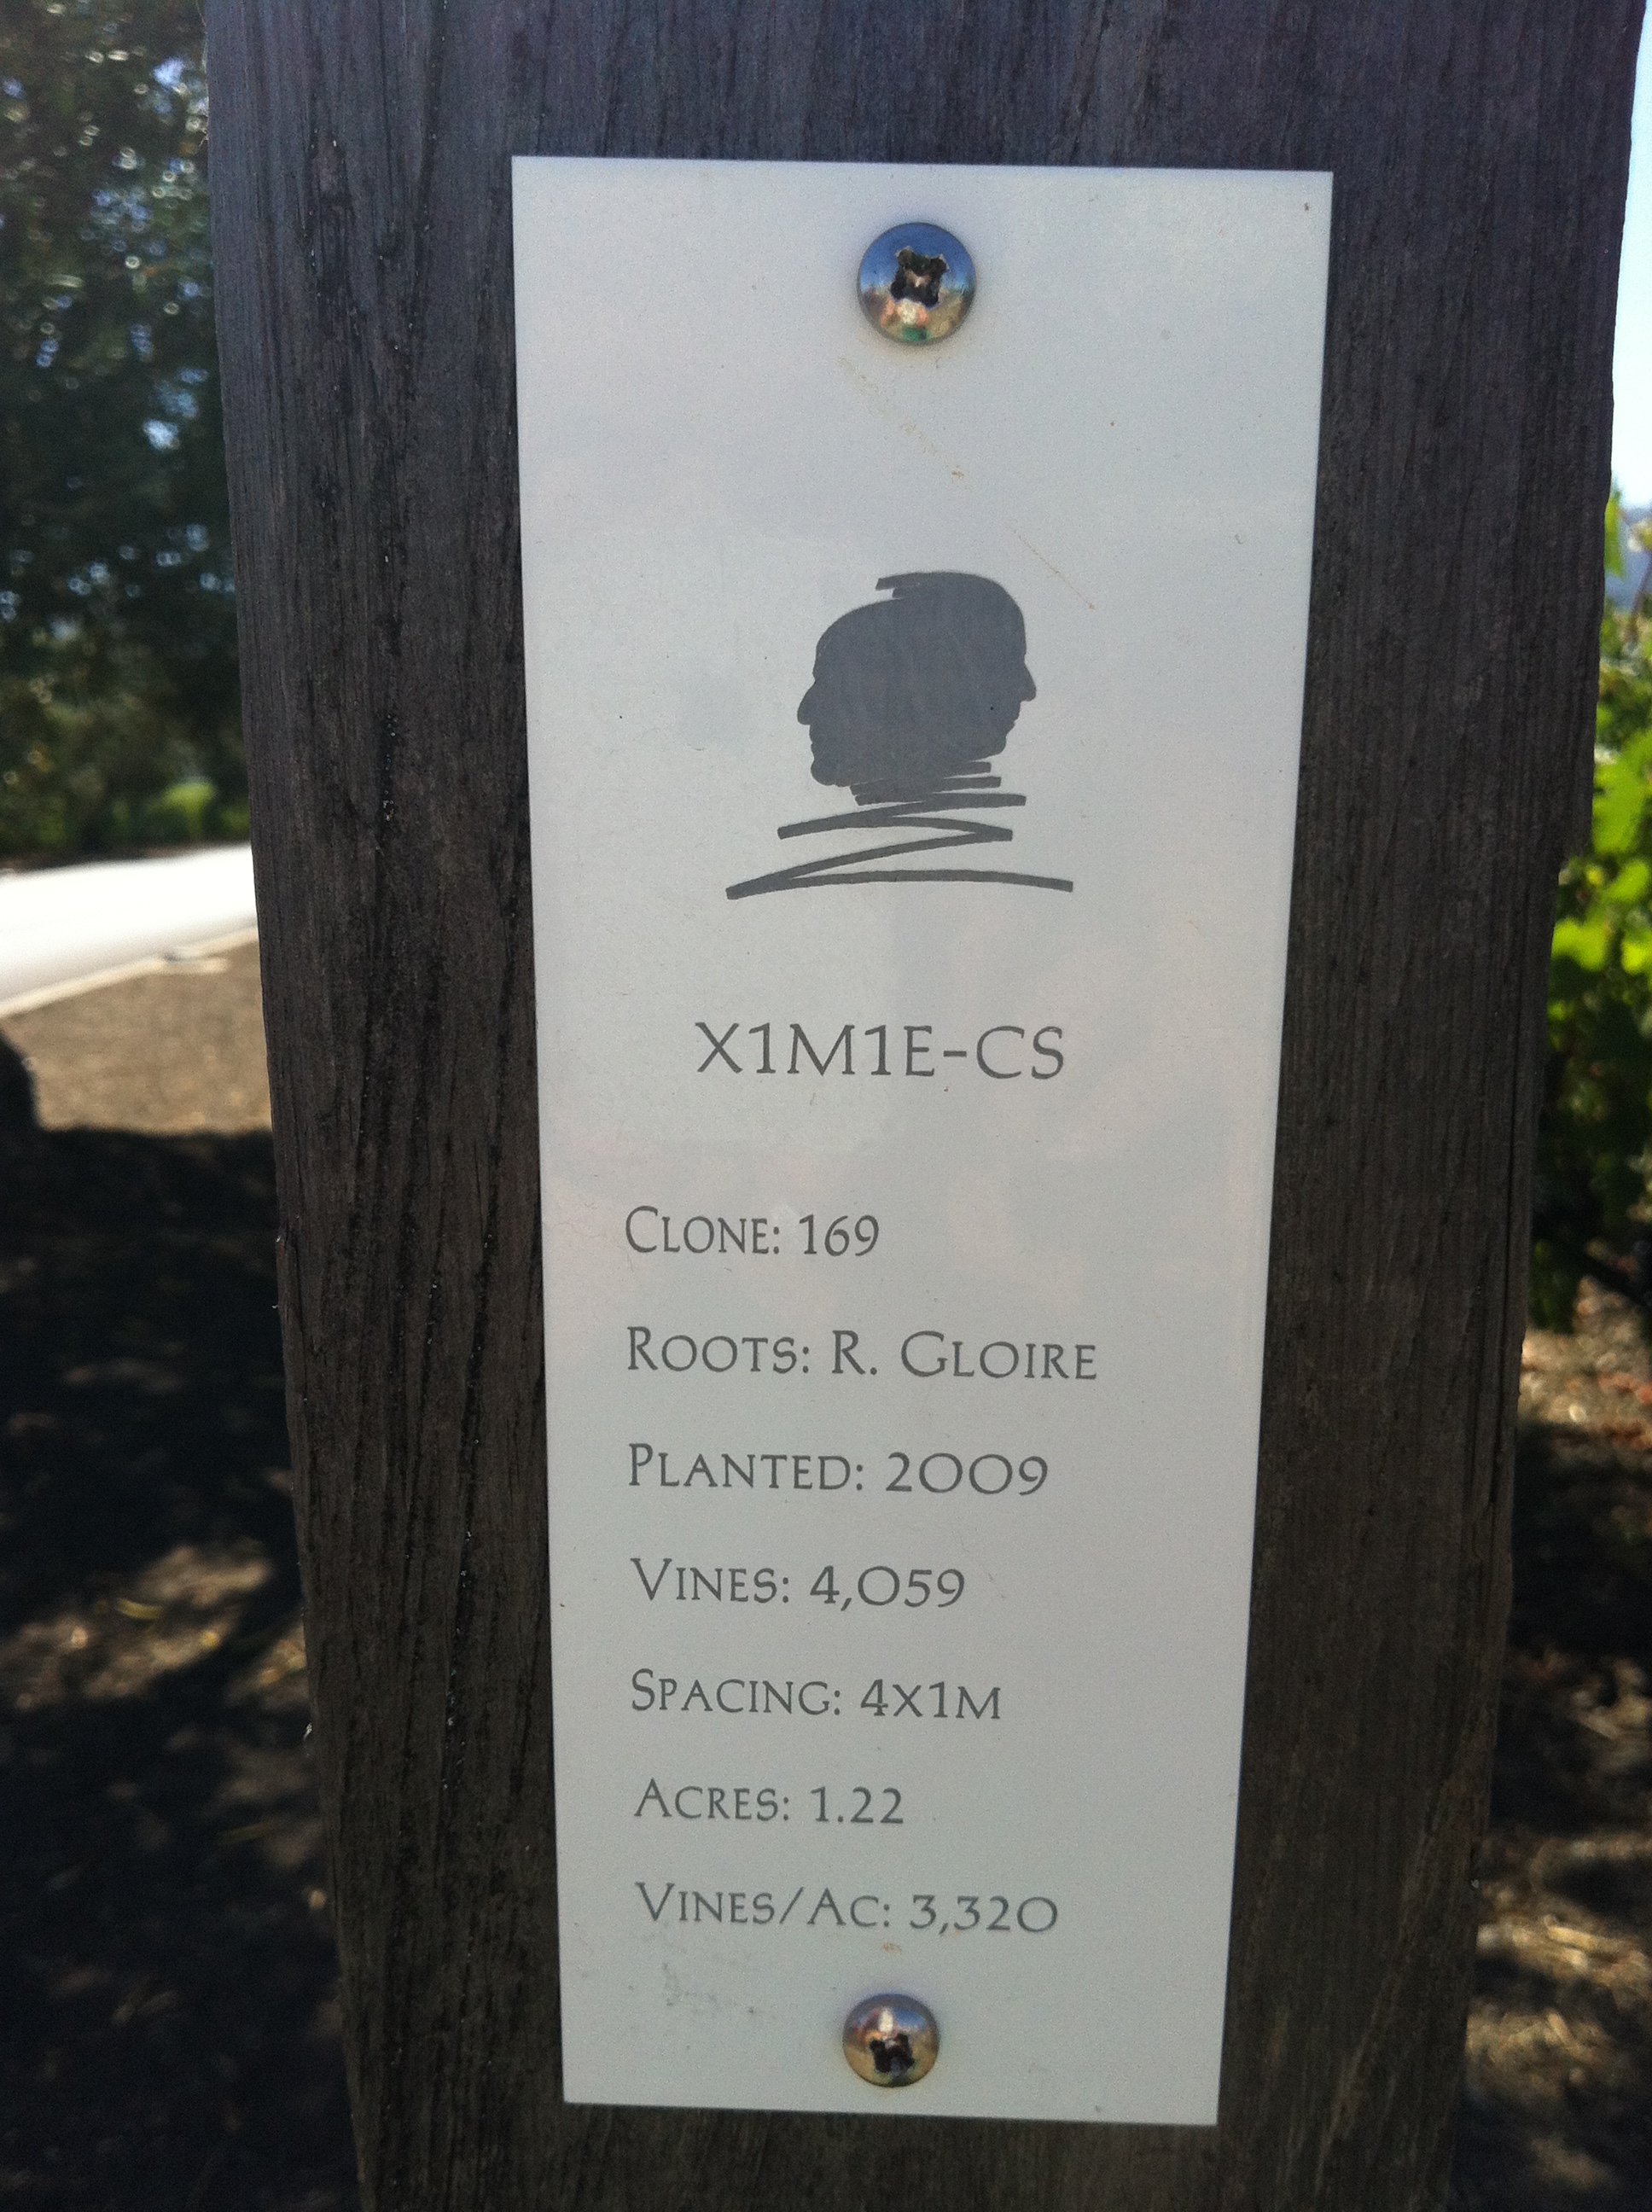 X1M1E-CS
Clone: 169
Roots: R. Gloire
Planted: 2009
Vines: 4,059
Spacing: 4x1m
Acres: 1.22
Vines/Ac: 3,320